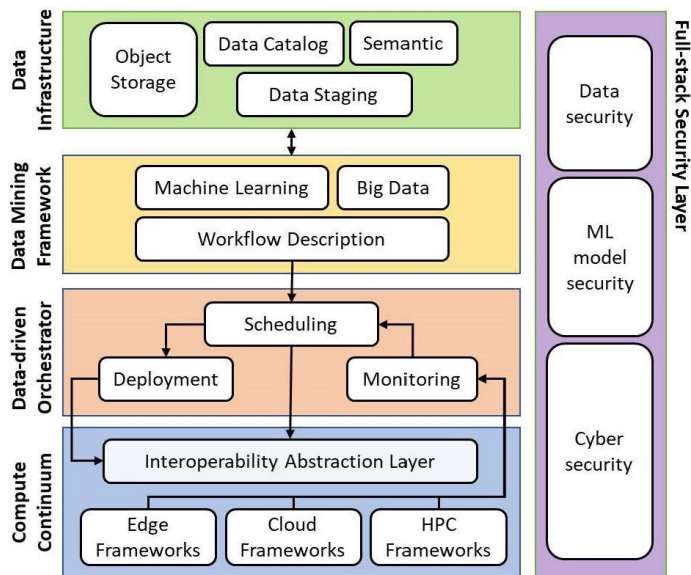 Data
Infrastructure
Object
Storage
Data Catalog
Semantic
Data Staging
Data Mining
Framework
Machine Learning
Big Data
Workflow Description
Data-driven
Orchestrator
Scheduling
Deployment
Monitoring
Compute
Continuum
Interoperability Abstraction Layer
Edge
Frameworks
Cloud
Frameworks
HPC
Frameworks
Full-stack Security Layer
Data
security
ML
model
security
Cyber
security